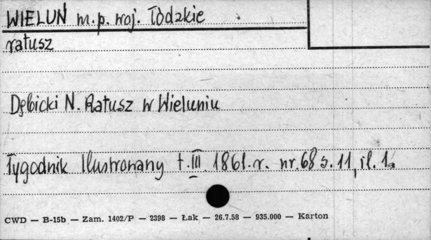 WIELUŃ m.p. woj. łódzkie
ratusz
Dębicki N. Ratusz w Wieluniu
Tygodnik Ilustrowany t.III 1861.r. nr.68 s.11, il.1.
CWD — B-15b — Zam. 1402/P — 2398 — Łak — 26.7.58 — 935.000 — Karton